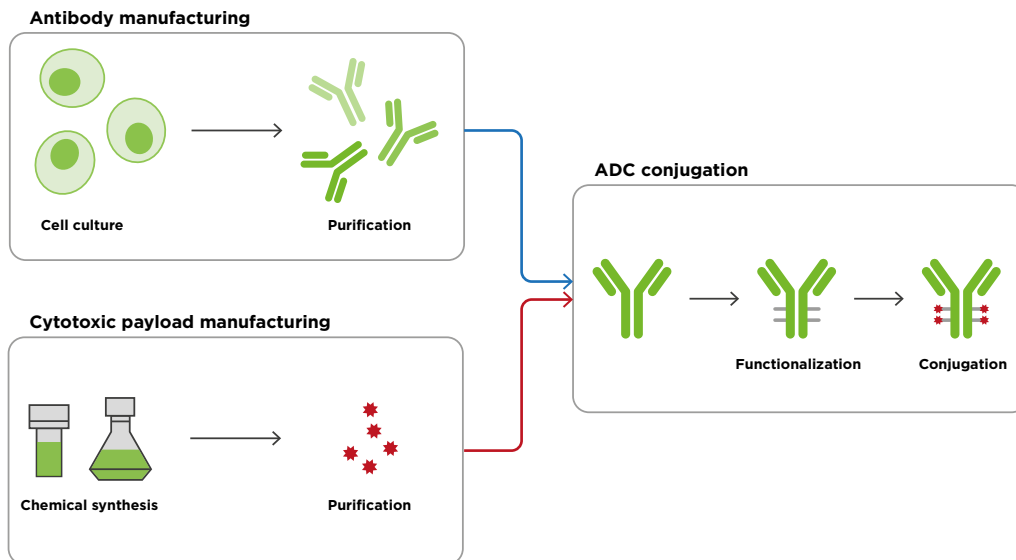 Antibody manufacturing
Cell culture
Purification
Cytotoxic payload manufacturing
Chemical synthesis
Purification
ADC conjugation
Functionalization
Conjugation